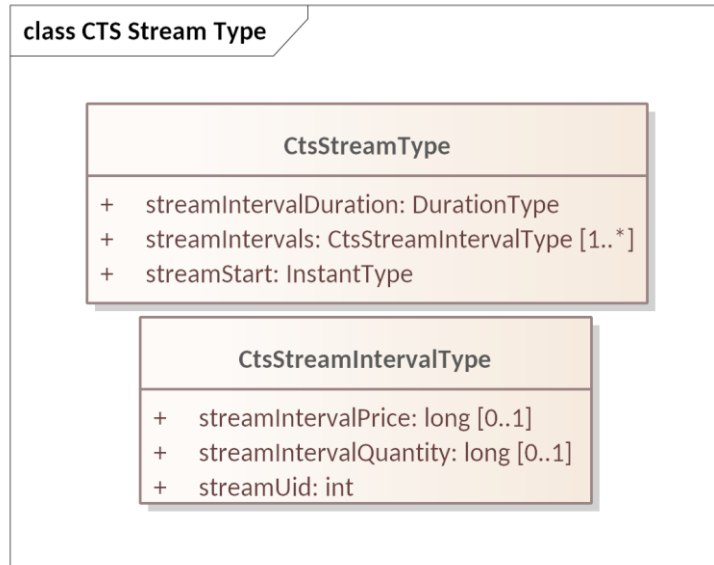 class CTS Stream Type
CtsStreamType
+ streamIntervalDuration: DurationType
+ streamIntervals: CtsStreamIntervalType [1..*]
+ streamStart: InstantType
CtsStreamIntervalType
+ streamIntervalPrice: long [0..1]
+ streamIntervalQuantity: long [0..1]
+ streamUid: int